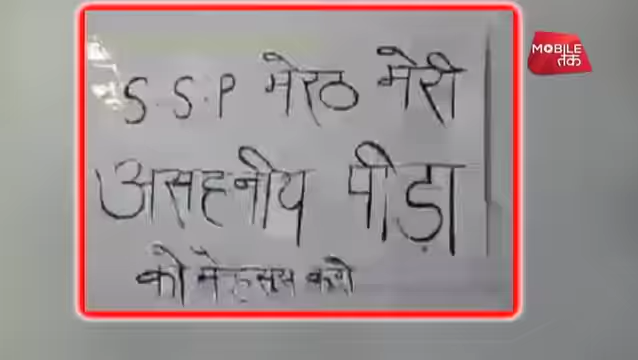 MOBILE
तक
S.S.P मेरठ मेरी
असहनीय पीड़ा
को मैहसुस करो